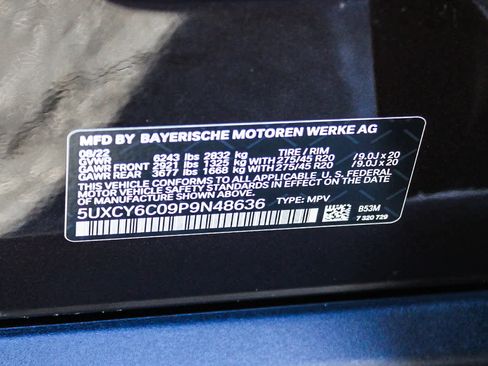 MFD BY BAYERISCHE MOTOREN WERKE AG
08/22 TIRE / RIM
GVWR 6243 lbs 2832 kg
GAWR FRONT 2921 lbs 1325 kg WITH 275/45 R20 /9.0J x 20
GAWR REAR 3677 lbs 1668 kg WITH 275/45 R20 /9.0J x 20
THIS VEHICLE CONFORMS TO ALL APPLICABLE U. S. FEDERAL
MOTOR VEHICLE SAFETY STANDARDS IN EFFECT ON THE DATE
OF MANUFACTURE SHOWN ABOVE.
5UXCY6C09P9N48636 TYPE: MPV B53M
7 320 729